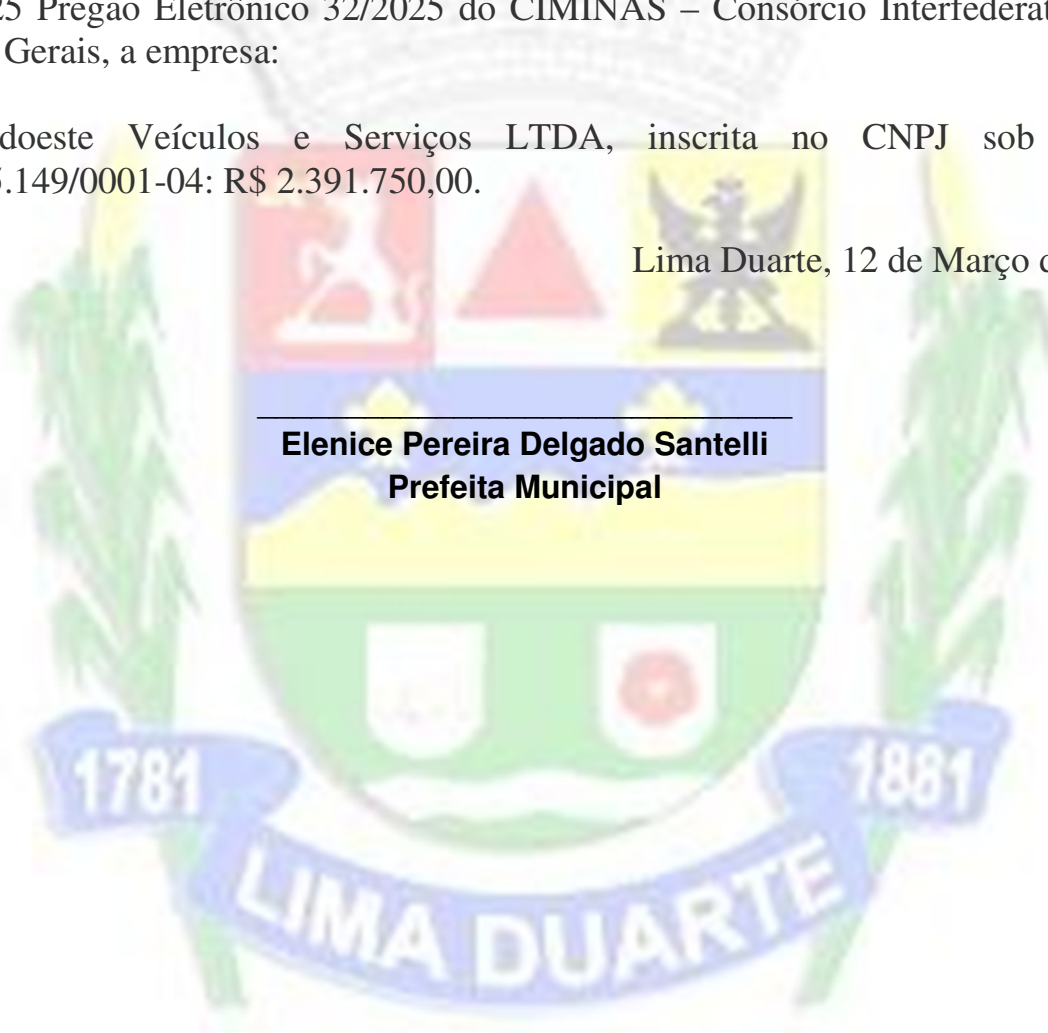 25 Pregão Eletrônico 32/2025 do CIMINAS – Consórcio Interfederat
Gerais, a empresa:
doeste Veículos e Serviços LTDA, inscrita no CNPJ sob
.149/0001-04: R$ 2.391.750,00.
Lima Duarte, 12 de Março d
Elenice Pereira Delgado Santelli
Prefeita Municipal
1781 1881
LIMA DUARTE